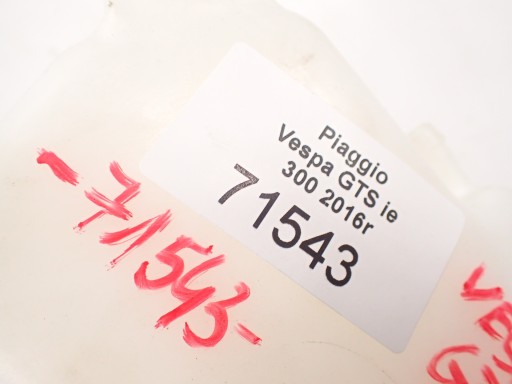 Piaggio
Vespa GTS ie
300 2016r
71543
-71543-